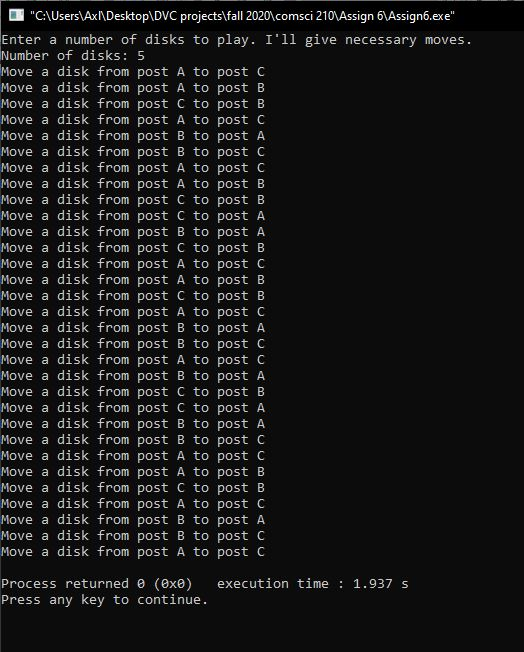 "C:\Users\Axl\Desktop\DVC projects\fall 2020\comsci 210\Assign 6\Assign6.exe"
Enter a number of disks to play. I'll give necessary moves.
Number of disks: 5
Move a disk from post A to post C
Move a disk from post A to post B
Move a disk from post C to post B
Move a disk from post A to post C
Move a disk from post B to post A
Move a disk from post B to post C
Move a disk from post A to post C
Move a disk from post A to post B
Move a disk from post C to post B
Move a disk from post C to post A
Move a disk from post B to post A
Move a disk from post C to post B
Move a disk from post A to post C
Move a disk from post A to post B
Move a disk from post C to post B
Move a disk from post A to post C
Move a disk from post B to post A
Move a disk from post B to post C
Move a disk from post A to post C
Move a disk from post B to post A
Move a disk from post C to post B
Move a disk from post C to post A
Move a disk from post B to post A
Move a disk from post B to post C
Move a disk from post A to post C
Move a disk from post A to post B
Move a disk from post C to post B
Move a disk from post A to post C
Move a disk from post B to post A
Move a disk from post B to post C
Move a disk from post A to post C
Process returned 0 (0x0)   execution time : 1.937 s
Press any key to continue.